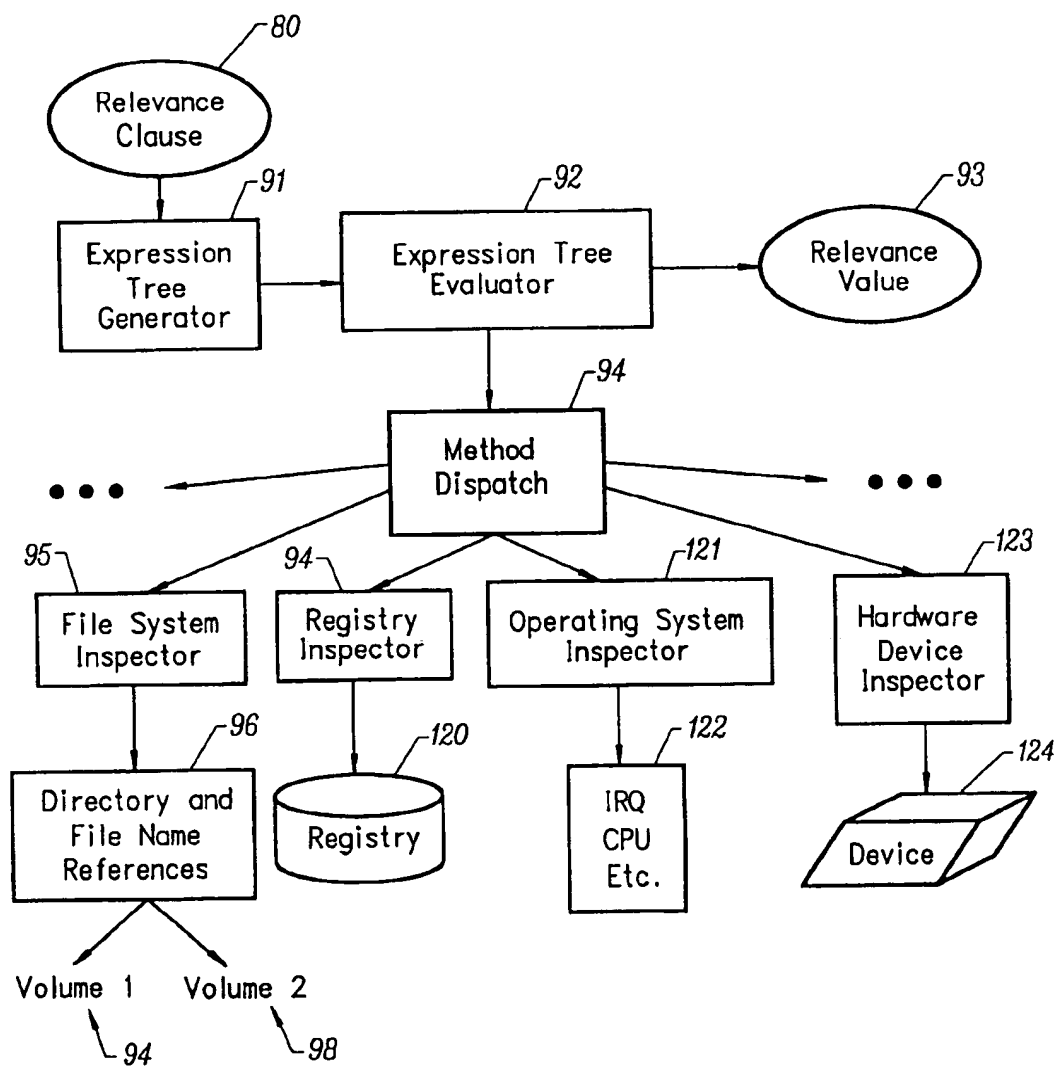 80
Relevance
Clause
91
Expression
Tree
Generator
92
Expression Tree
Evaluator
93
Relevance
Value
94
Method
Dispatch
95
File System
Inspector
94
Registry
Inspector
121
Operating System
Inspector
123
Hardware
Device
Inspector
96
Directory and
File Name
References
120
Registry
122
IRQ
CPU
Etc.
124
Device
Volume 1
Volume 2
94
98